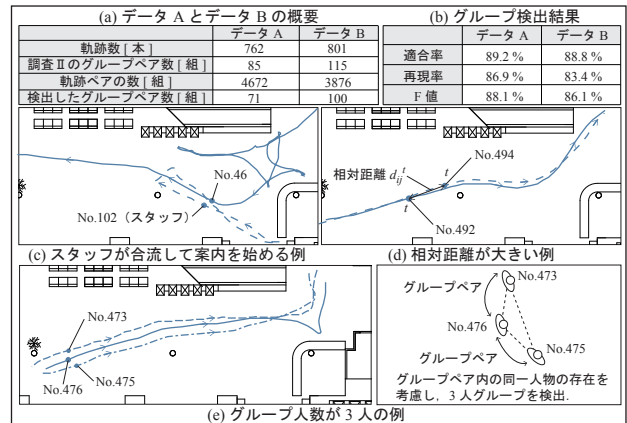 (a) データ A とデータ B の概要
データ A データ B
軌跡数 [ 本 ] 762 801
調査Ⅱのグループペア数 [ 組 ] 85 115
軌跡ペアの数 [ 組 ] 4672 3876
検出したグループペア数 [ 組 ] 71 100
(b) グループ検出結果
データ A データ B
適合率 89.2 % 88.8 %
再現率 86.9 % 83.4 %
F 値 88.1 % 86.1 %
No.46
No.102（スタッフ）
(c) スタッフが合流して案内を始める例
No.494
相対距離 dijt
t
t
No.492
(d) 相対距離が大きい例
No.473
No.476
No.475
(e) グループ人数が 3 人の例
No.473
グループペア
No.476
No.475
グループペア
グループペア内の同一人物の存在を
考慮し，3 人グループを検出.